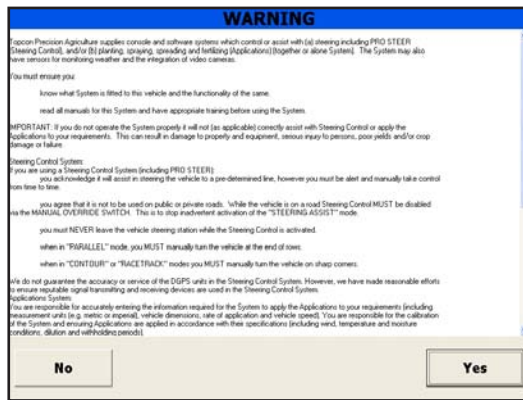 WARNING
Topcon Precision Agriculture supplies console and software systems which control or assist with (a) steering including PRO STEER
(Steering Control), and/or (b) planting, spraying, spreading and fertilizing (Applications) (together or alone System). The System may also
have sensors for monitoring weather and the integration of video cameras.
You must ensure you:
know what System is fitted to this vehicle and the functionality of the same.
read all manuals for this System and have appropriate training before using the System.
IMPORTANT: If you do not operate the System properly it will not (as applicable) correctly assist with Steering Control or apply the
Applications to your requirements. This can result in damage to property and equipment, serious injury to persons, poor yields and/or crop
damage or failure.
Steering Control System:
If you are using a Steering Control System (including PRO STEER):
you acknowledge it will assist in steering the vehicle to a pre-determined line, however you must be alert and manually take control
from time to time.
you agree that it is not to be used on public or private roads. While the vehicle is on a road Steering Control MUST be disabled
via the MANUAL OVERRIDE SWITCH. This is to stop inadvertent activation of the "STEERING ASSIST" mode.
you must NEVER leave the vehicle steering station while the Steering Control is activated.
when in "PARALLEL" mode, you MUST manually turn the vehicle at the end of rows.
when in "CONTOUR" or "RACETRACK" modes you MUST manually turn the vehicle on sharp corners.
We do not guarantee the accuracy or service of the DGPS units in the Steering Control System. However, we have made reasonable efforts
to ensure reputable signal transmitting and receiving devices are used in the Steering Control System.
Applications System:
You are responsible for accurately entering the information required for the System to apply the Applications to your requirements (including
measurement units (e.g. metric or imperial), vehicle dimensions, rate of application and vehicle speed). You are responsible for the calibration
of the System and ensuring Applications are applied in accordance with their specifications (including wind, temperature and moisture
conditions, dilution and withholding periods).
No
Yes